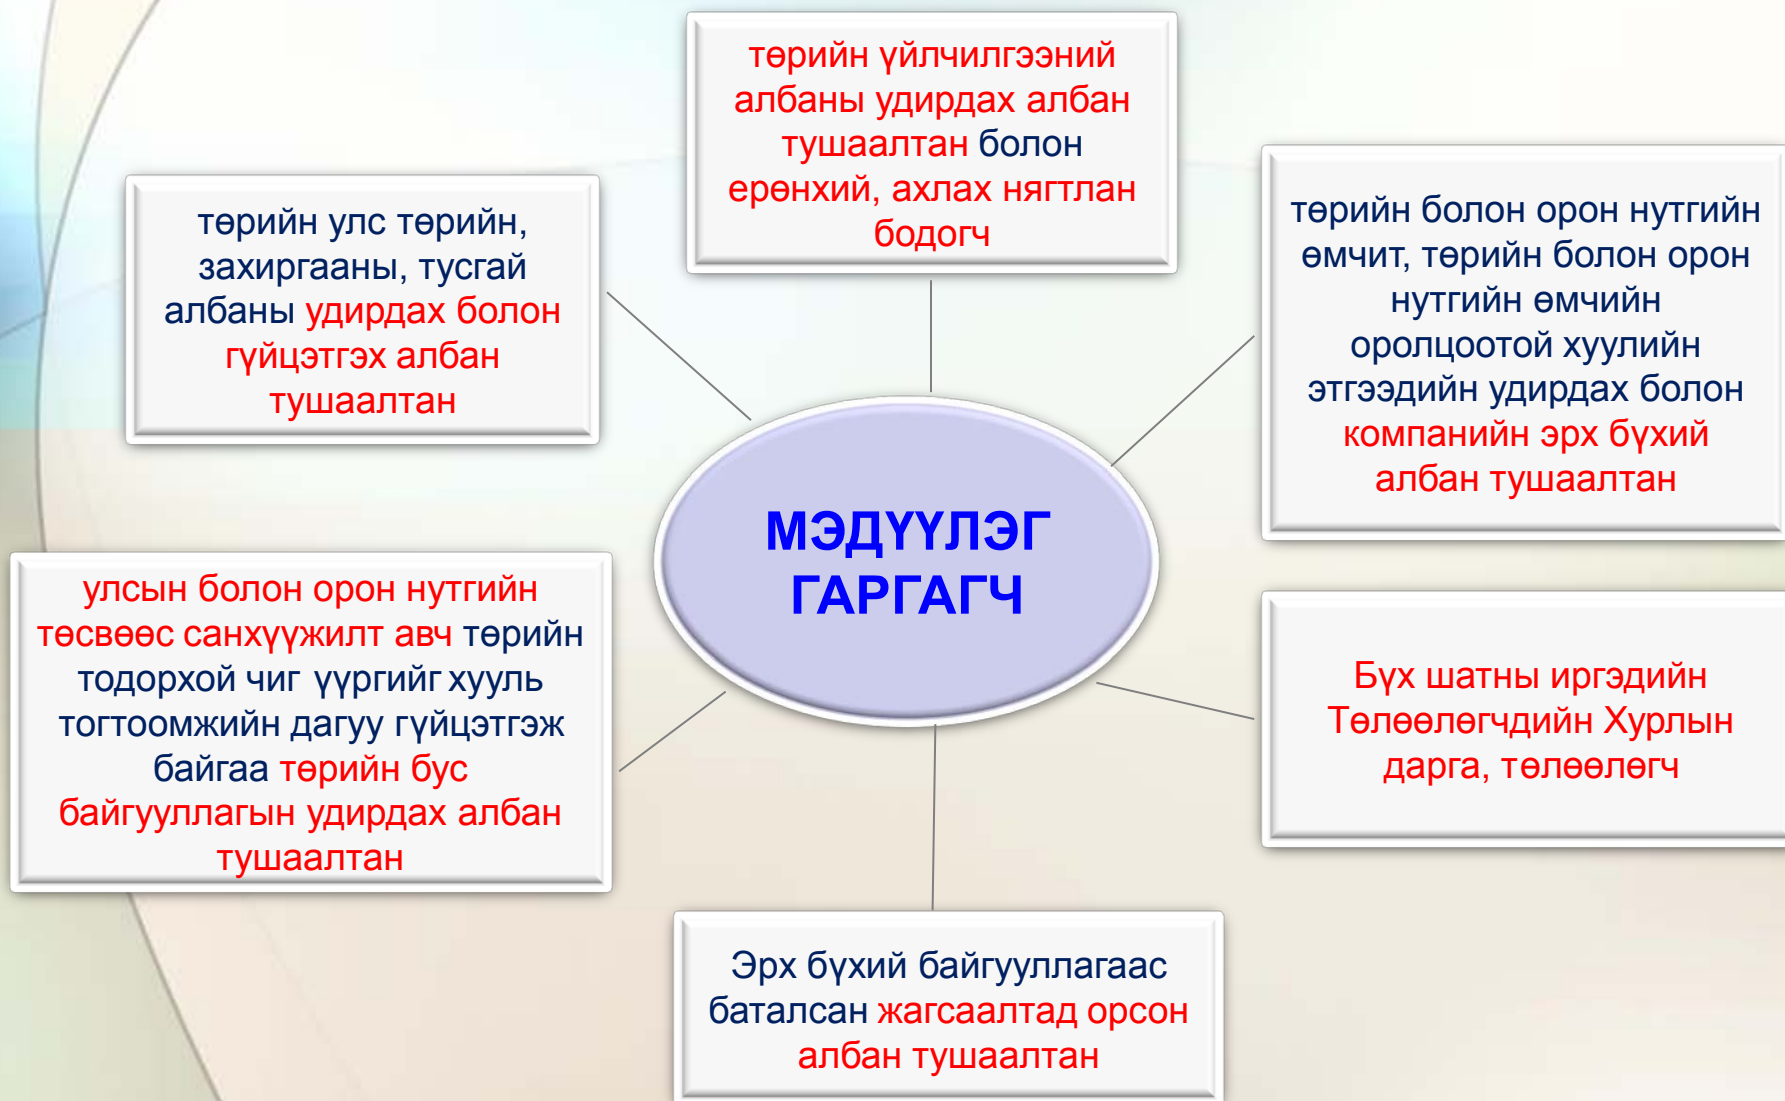 төрийн үйлчилгээний
албаны удирдах албан
тушаалтан болон
ерөнхий, ахлах нягтлан
бодогч
төрийн улс төрийн,
захиргааны, тусгай
албаны удирдах болон
гүйцэтгэх албан
тушаалтан
төрийн болон орон нутгийн
өмчит, төрийн болон орон
нутгийн өмчийн
оролцоотой хуулийн
этгээдийн удирдах болон
компанийн эрх бүхий
албан тушаалтан
МЭДҮҮЛЭГ
ГАРГАГЧ
улсын болон орон нутгийн
төсвөөс санхүүжилт авч төрийн
тодорхой чиг үүргийг хууль
тогтоомжийн дагуу гүйцэтгэж
байгаа төрийн бус
байгууллагын удирдах албан
тушаалтан
Бүх шатны иргэдийн
Төлөөлөгчдийн Хурлын
дарга, төлөөлөгч
Эрх бүхий байгууллагаас
баталсан жагсаалтад орсон
албан тушаалтан